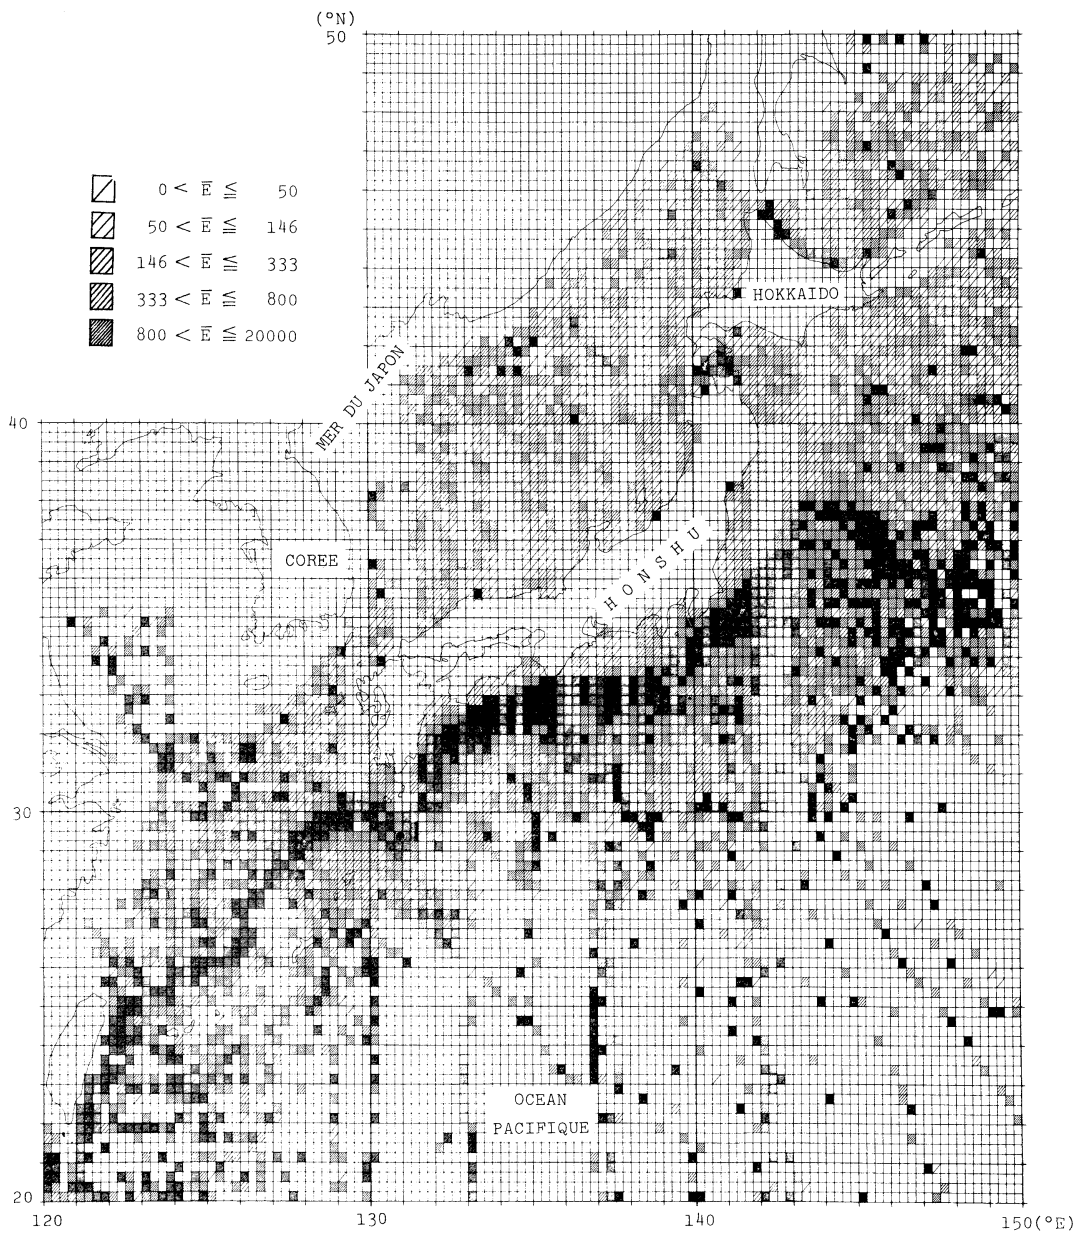 (°N)
50
0 < E̅ ≦ 50
50 < E̅ ≦ 146
146 < E̅ ≦ 333
333 < E̅ ≦ 800
800 < E̅ ≦ 20000
HOKKAIDO
MER DU JAPON
40
HONSHU
COREE
30
OCEAN
PACIFIQUE
20
120 130 140 150(°E)